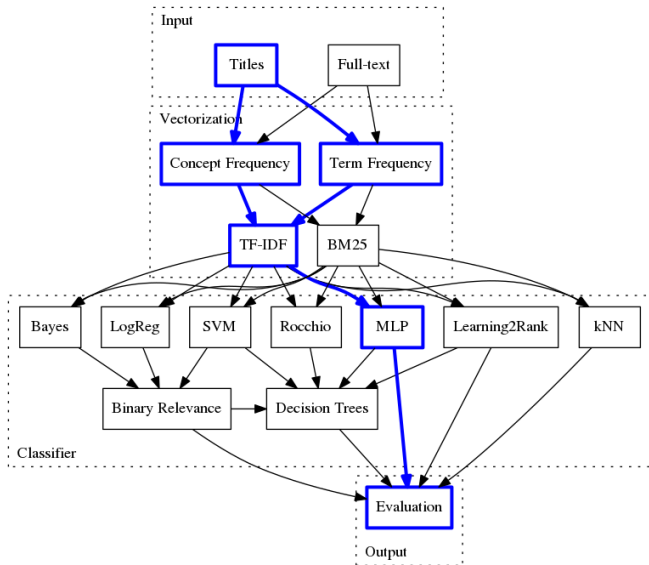 Input
Titles
Full-text
Vectorization
Concept Frequency
Term Frequency
TF-IDF
BM25
Bayes
LogReg
SVM
Rocchio
MLP
Learning2Rank
kNN
Binary Relevance
Decision Trees
Classifier
Evaluation
Output